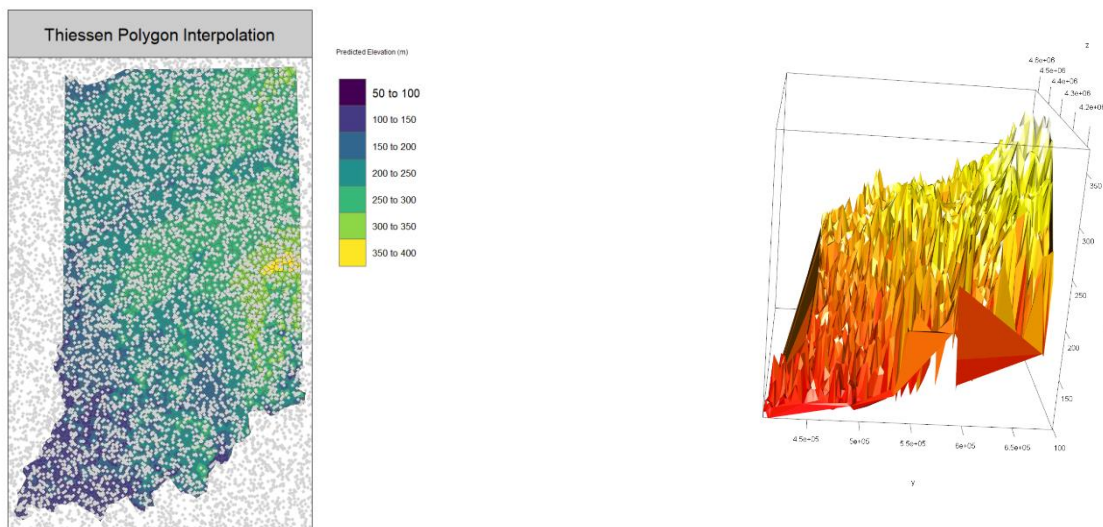 Thiessen Polygon Interpolation
Predicted Elevation (m)
50 to 100
100 to 150
150 to 200
200 to 250
250 to 300
300 to 350
350 to 400
z
4.6e+06
4.5e+06
4.4e+06
4.3e+06
4.2e+06
350
300
250
200
150
100
4.5e+05
5e+05
5.5e+05
6e+05
6.5e+05
y